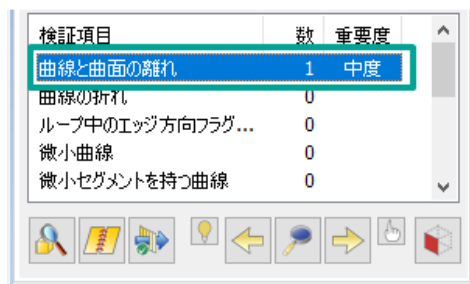 検証項目 数 重要度
曲線と曲面の離れ 1 中度
曲線の折れ 0
ループ中のエッジ方向フラグ... 0
微小曲線 0
微小セグメントを持つ曲線 0